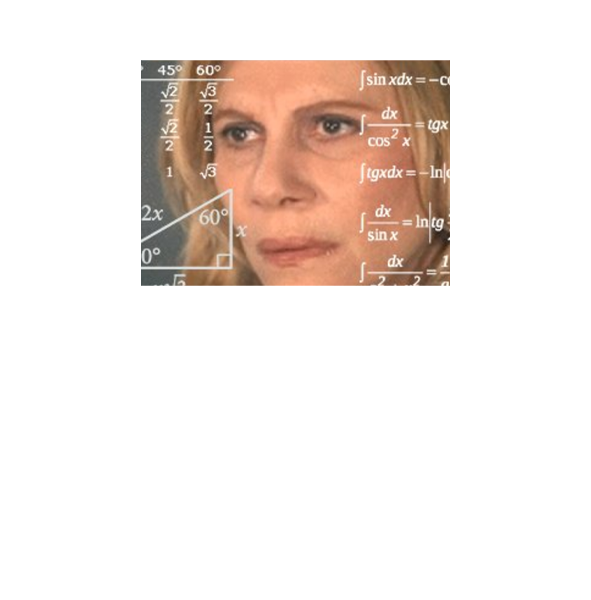 45° 60°
√2/2 √3/2
√2/2 1/2
1 √3
2x 60° x
0°
∫sin xdx = −c
∫dx/cos² x = tgx
∫tgxdx = −ln|
∫dx/sin x = ln|tg
∫dx